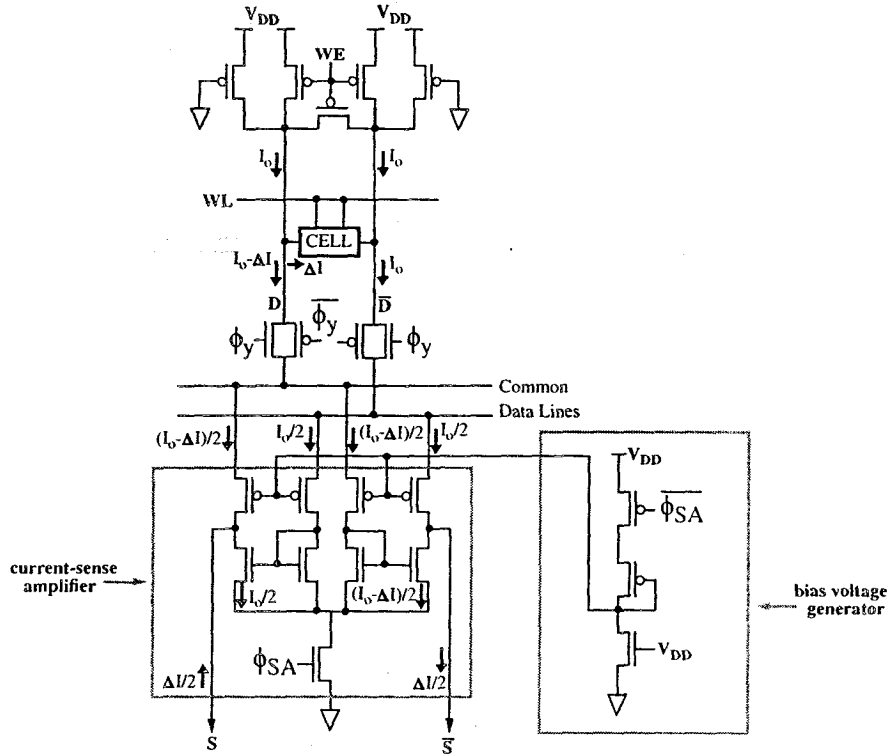 V_DD V_DD
WE
I_o I_o
WL
CELL
I_o-ΔI ΔI I_o
D D̅
ϕ_y ϕ̅_y ϕ_y
Common
Data Lines
(I_o-ΔI)/2 I_o/2 (I_o-ΔI)/2 I_o/2
V_DD
ϕ̅_SA
current-sense
amplifier
I_o/2 (I_o-ΔI)/2
bias voltage
generator
V_DD
ϕ_SA
ΔI/2 ΔI/2
S S̅